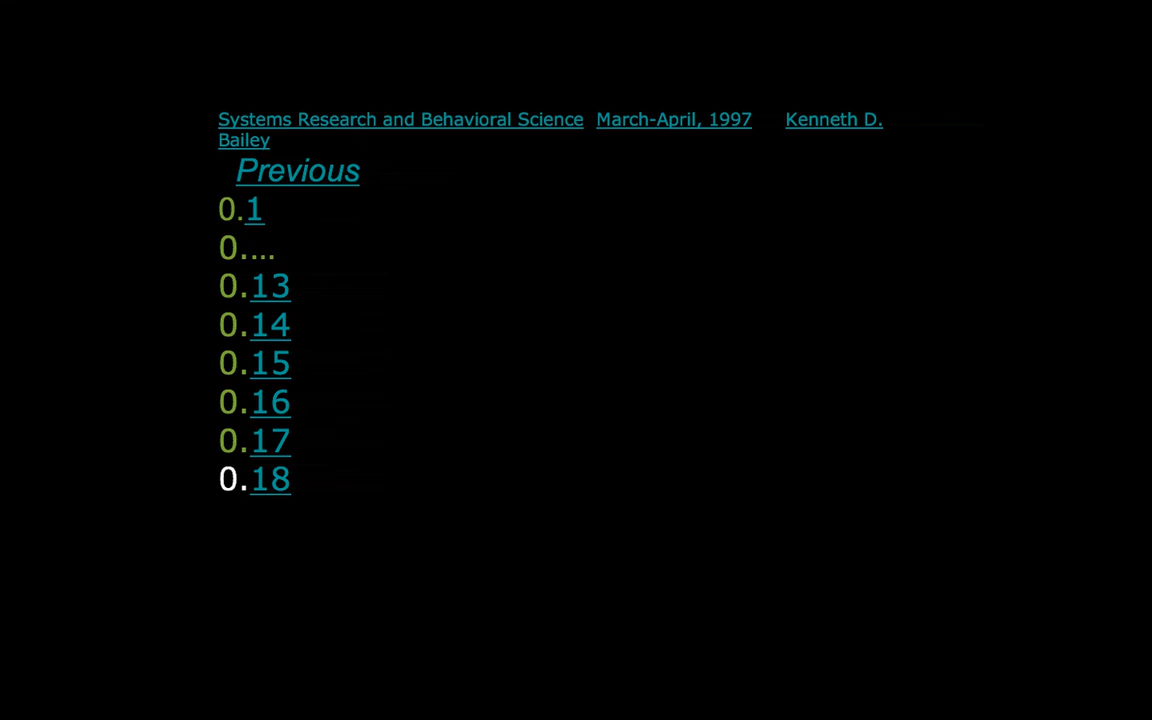 Systems Research and Behavioral Science March-April, 1997 Kenneth D.
Bailey
Previous
0.1
0....
0.13
0.14
0.15
0.16
0.17
0.18